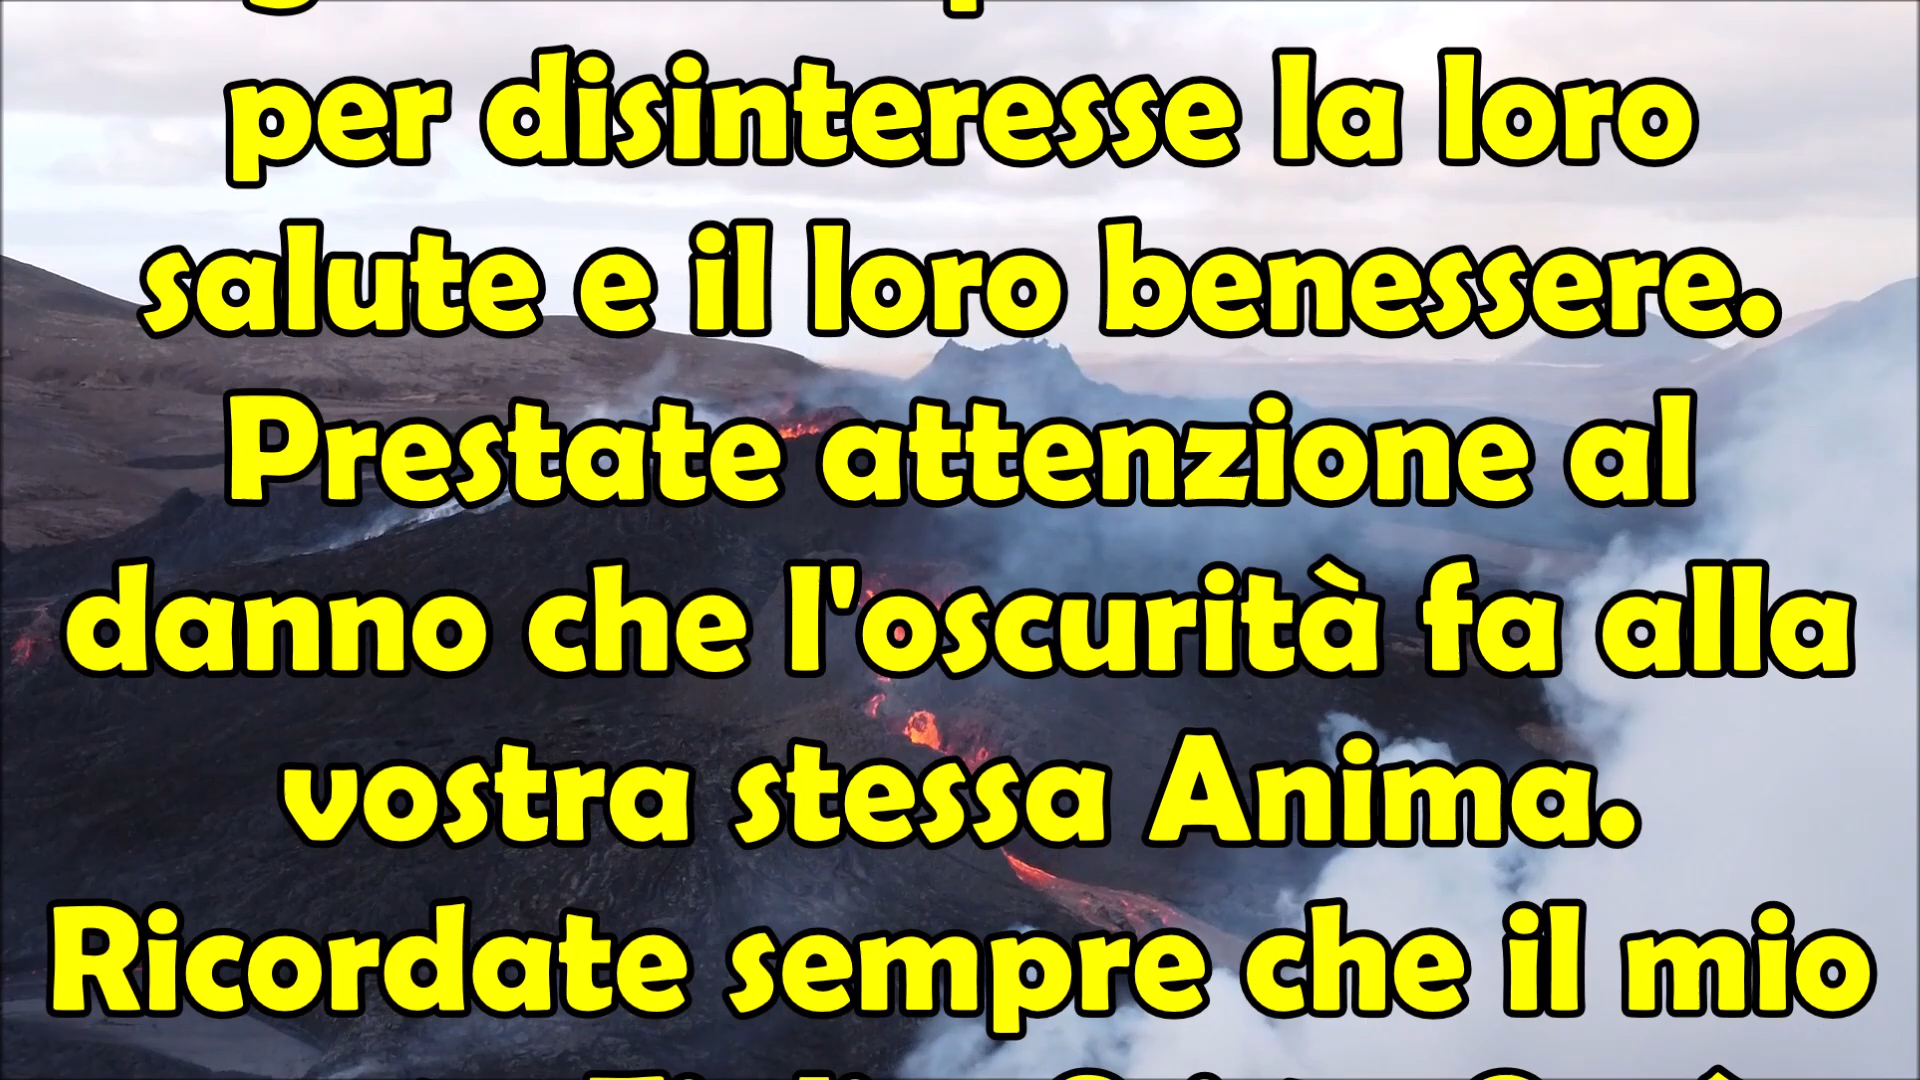 per disinteresse la loro
salute e il loro benessere.
Prestate attenzione al
danno che l'oscurità fa alla
vostra stessa Anima.
Ricordate sempre che il mio